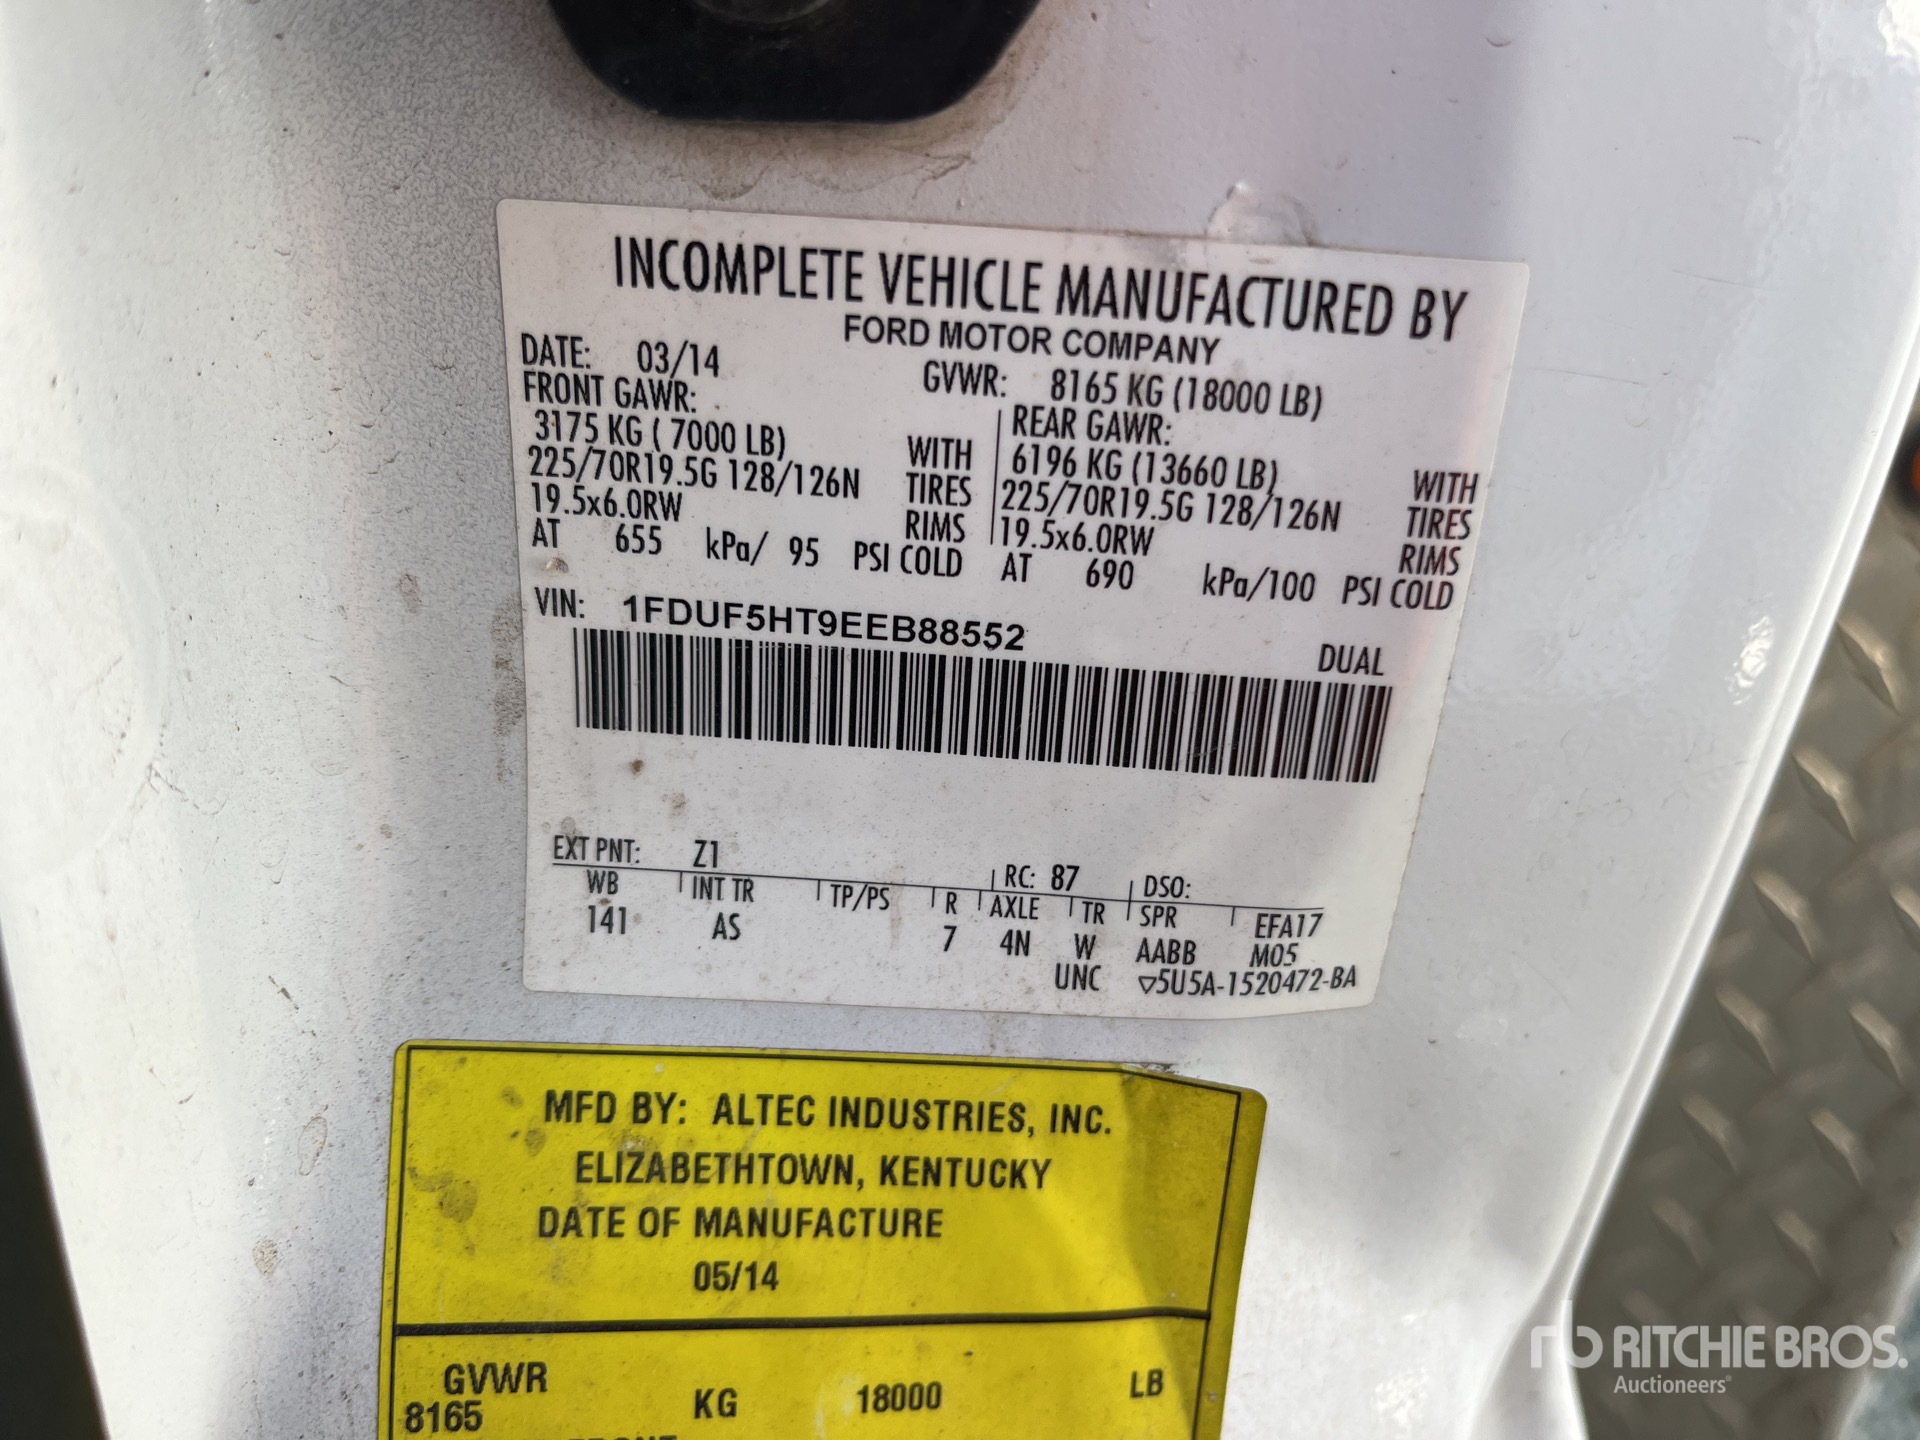 INCOMPLETE VEHICLE MANUFACTURED BY
FORD MOTOR COMPANY
DATE: 03/14
GVWR: 8165 KG (18000 LB)
FRONT GAWR:
3175 KG ( 7000 LB) WITH
225/70R19.5G 128/126N TIRES
19.5x6.0RW RIMS
AT 655 kPa/ 95 PSI COLD
REAR GAWR:
6196 KG (13660 LB) WITH
225/70R19.5G 128/126N TIRES
19.5x6.0RW RIMS
AT 690 kPa/100 PSI COLD
VIN: 1FDUF5HT9EEB88552
DUAL
EXT PNT: Z1 RC: 87 DSO:
WB INT TR TP/PS R AXLE TR SPR EFA17
141 AS 7 4N W AABB M05
UNC ▽5U5A-1520472-BA
MFD BY: ALTEC INDUSTRIES, INC.
ELIZABETHTOWN, KENTUCKY
DATE OF MANUFACTURE
05/14
GVWR
8165 KG 18000 LB
FRONT
RITCHIE BROS.
Auctioneers